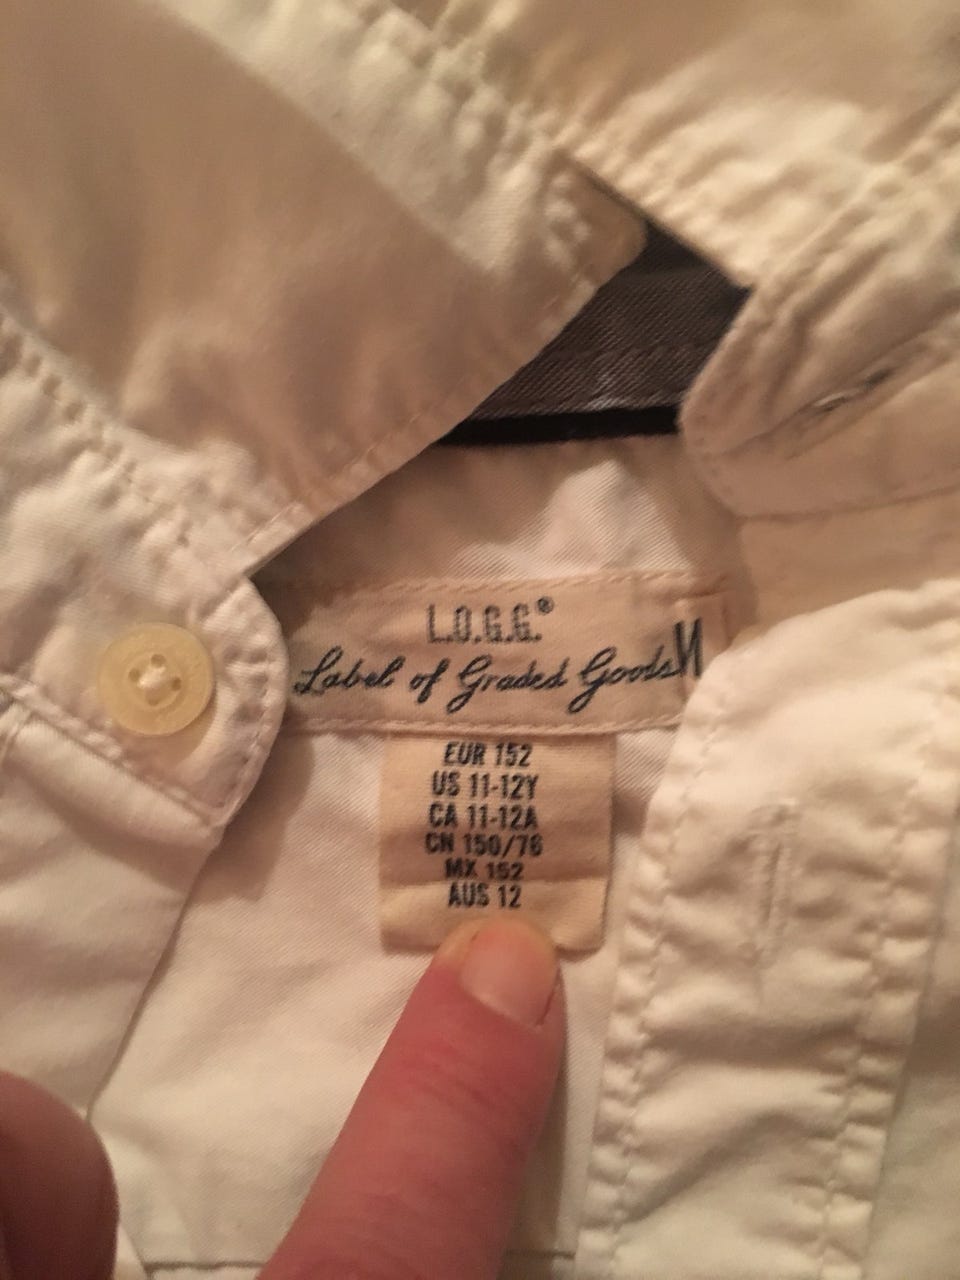 L.O.G.G.®
Label of Graded Goods
EUR 152
US 11-12Y
CA 11-12A
CN 150/76
MX 152
AUS 12